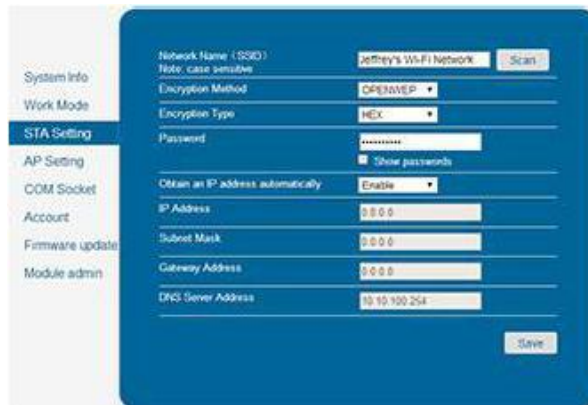 System Info
Work Mode
STA Setting
AP Setting
COM Socket
Account
Firmware update
Module admin
Network Name (SSID)
Note: case sensitive
Jeffrey's Wi-Fi Network
Scan
Encryption Method
OPENWEP
Encryption Type
HEX
Password
••••••••••
Show passwords
Obtain an IP address automatically
Enable
IP Address
0.0.0.0
Subnet Mask
0.0.0.0
Gateway Address
0.0.0.0
DNS Server Address
10.10.100.254
Save